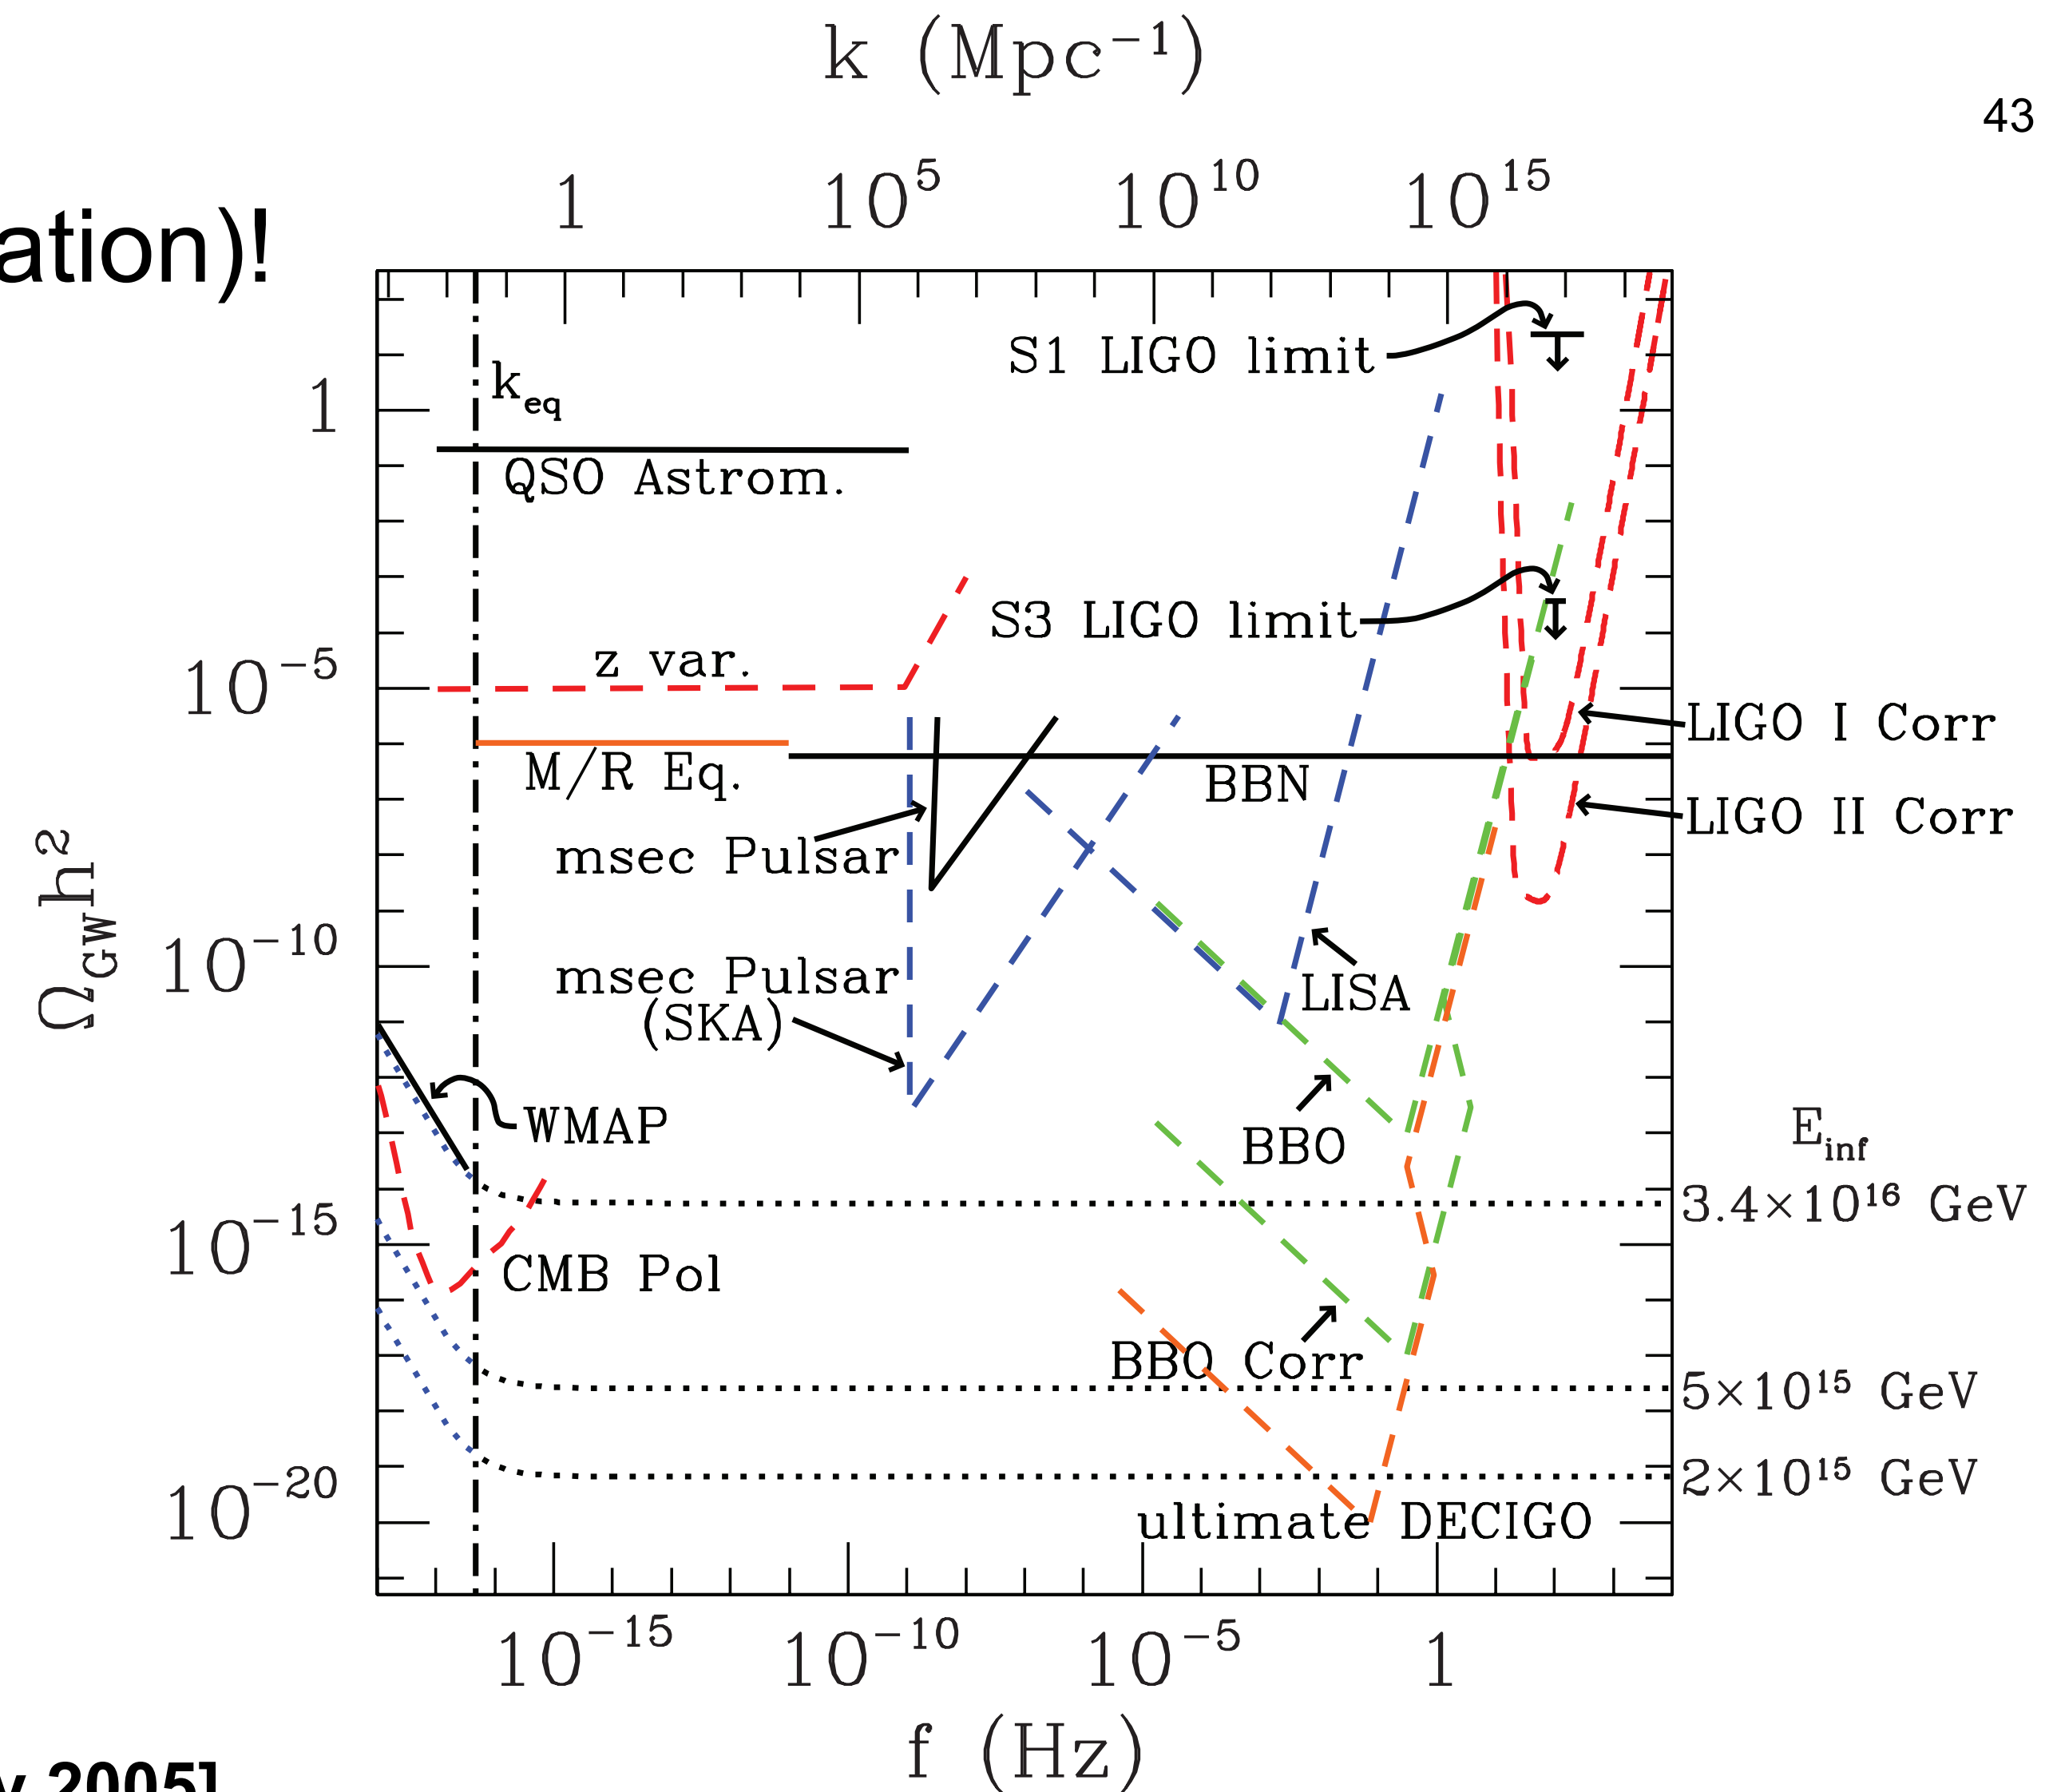 k (Mpc⁻¹)
43
ation)!
1 10⁵ 10¹⁰ 10¹⁵
S1 LIGO limit
k_eq
1
QSO Astrom.
S3 LIGO limit
z var.
10⁻⁵
LIGO I Corr
M/R Eq.
BBN
LIGO II Corr
msec Pulsar
Ω_GW h²
10⁻¹⁰
msec Pulsar
(SKA)
LISA
WMAP
BBO
E_inf
3.4×10¹⁶ GeV
10⁻¹⁵
CMB Pol
BBO Corr
5×10¹⁵ GeV
2×10¹⁵ GeV
10⁻²⁰
ultimate DECIGO
10⁻¹⁵ 10⁻¹⁰ 10⁻⁵ 1
f (Hz)
2005]